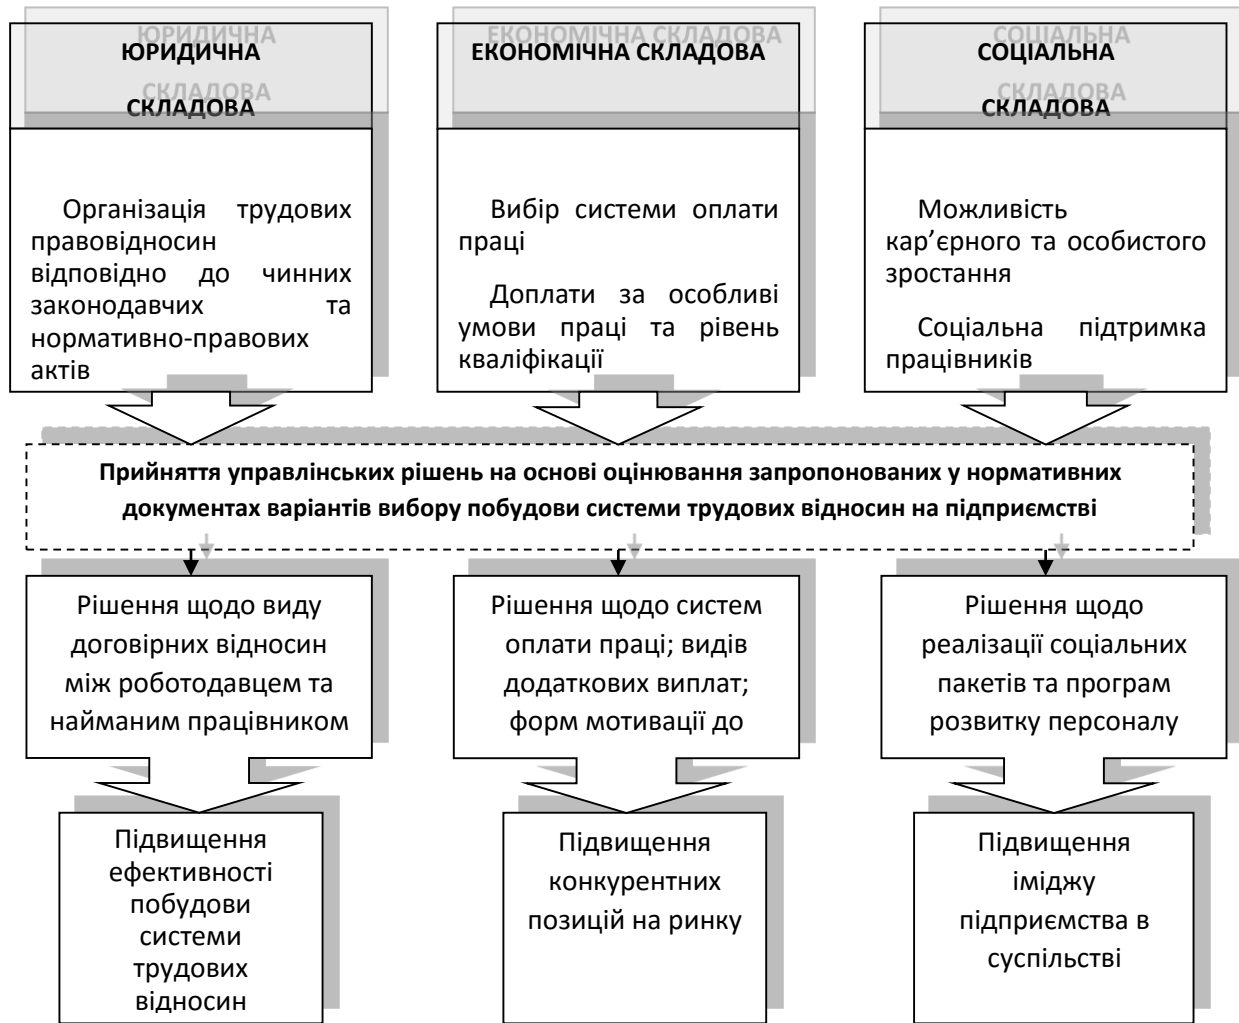 ЮРИДИЧНА
СКЛАДОВА
Організація трудових
правовідносин
відповідно до чинних
законодавчих та
нормативно-правових
актів
ЕКОНОМІЧНА СКЛАДОВА
Вибір системи оплати
праці
Доплати за особливі
умови праці та рівень
кваліфікації
СОЦІАЛЬНА
СКЛАДОВА
Можливість
кар’єрного та особистого
зростання
Соціальна підтримка
працівників
Прийняття управлінських рішень на основі оцінювання запропонованих у нормативних
документах варіантів вибору побудови системи трудових відносин на підприємстві
Рішення щодо виду
договірних відносин
між роботодавцем та
найманим працівником
Рішення щодо систем
оплати праці; видів
додаткових виплат;
форм мотивації до
Рішення щодо
реалізації соціальних
пакетів та програм
розвитку персоналу
Підвищення
ефективності
побудови
системи
трудових
відносин
Підвищення
конкурентних
позицій на ринку
Підвищення
іміджу
підприємства в
суспільстві